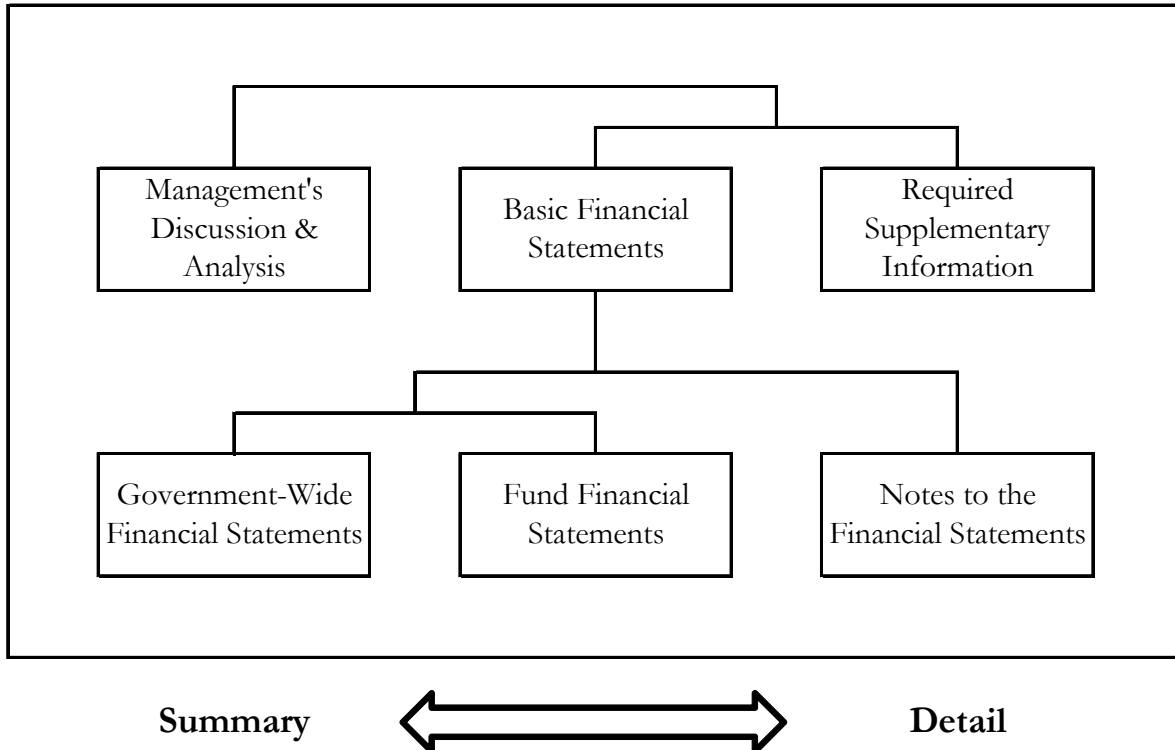 Management's
Discussion &
Analysis
Basic Financial
Statements
Required
Supplementary
Information
Government-Wide
Financial Statements
Fund Financial
Statements
Notes to the
Financial Statements
Summary
Detail